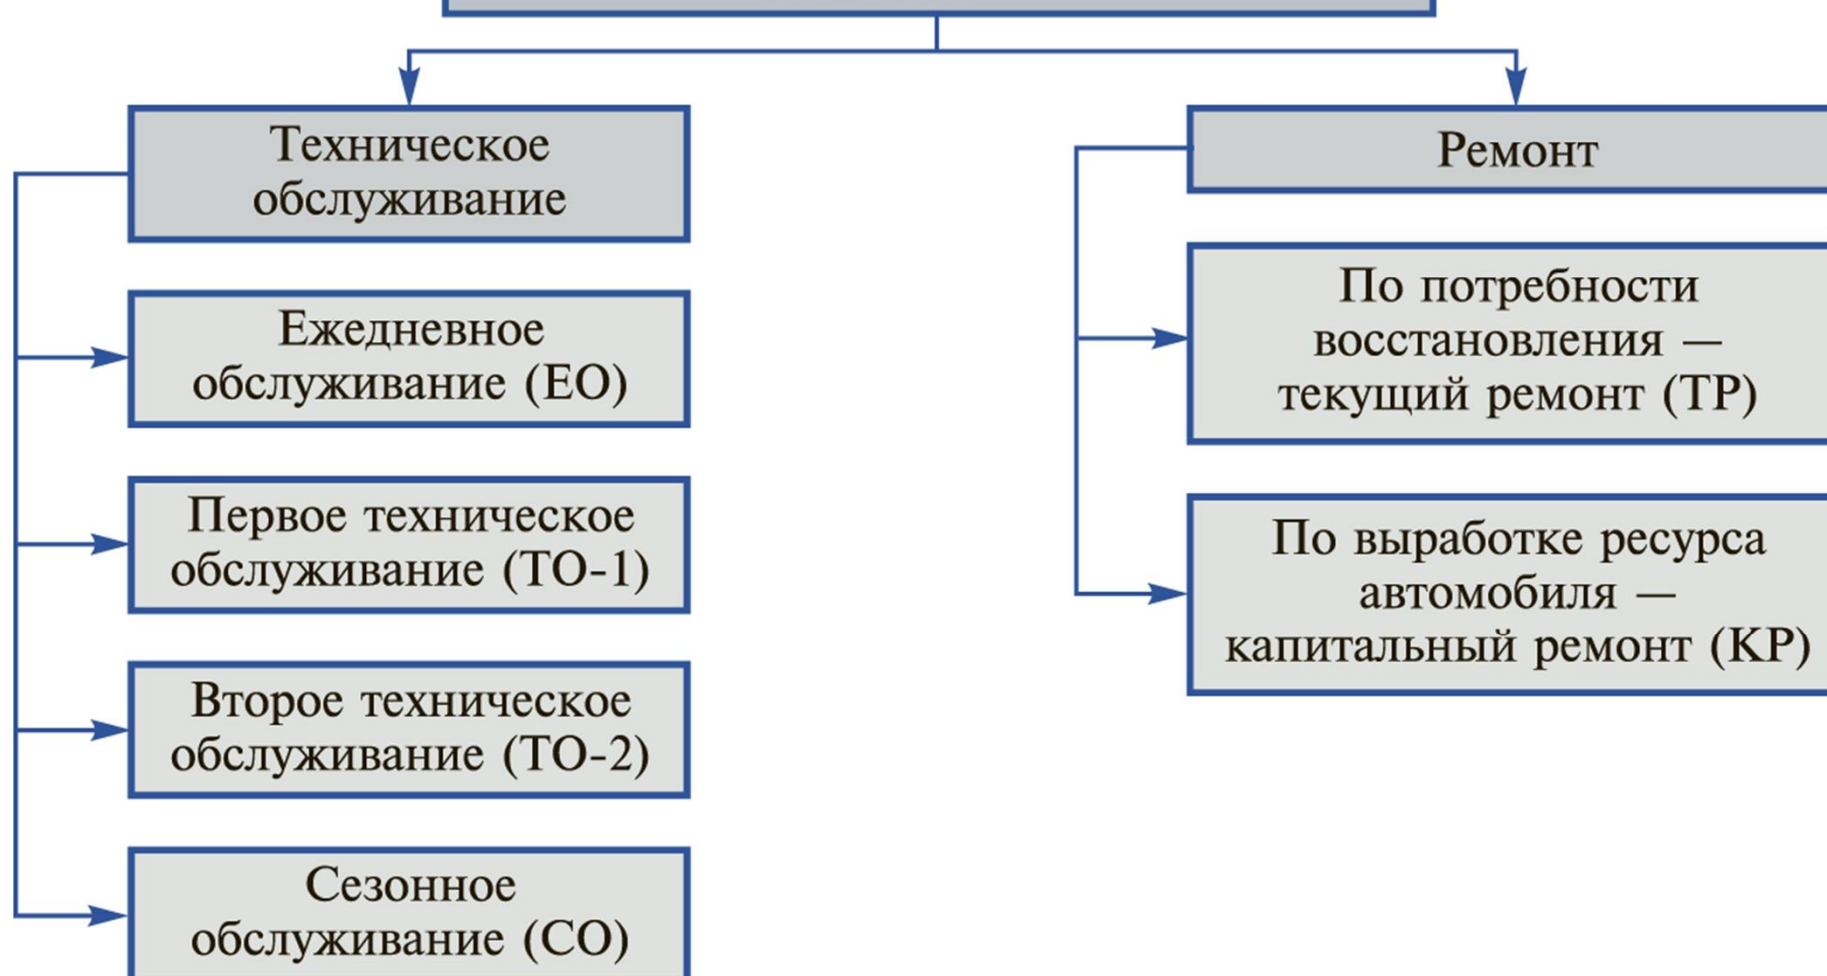 Техническое
обслуживание
Ежедневное
обслуживание (ЕО)
Первое техническое
обслуживание (ТО-1)
Второе техническое
обслуживание (ТО-2)
Сезонное
обслуживание (СО)
Ремонт
По потребности
восстановления —
текущий ремонт (ТР)
По выработке ресурса
автомобиля —
капитальный ремонт (КР)